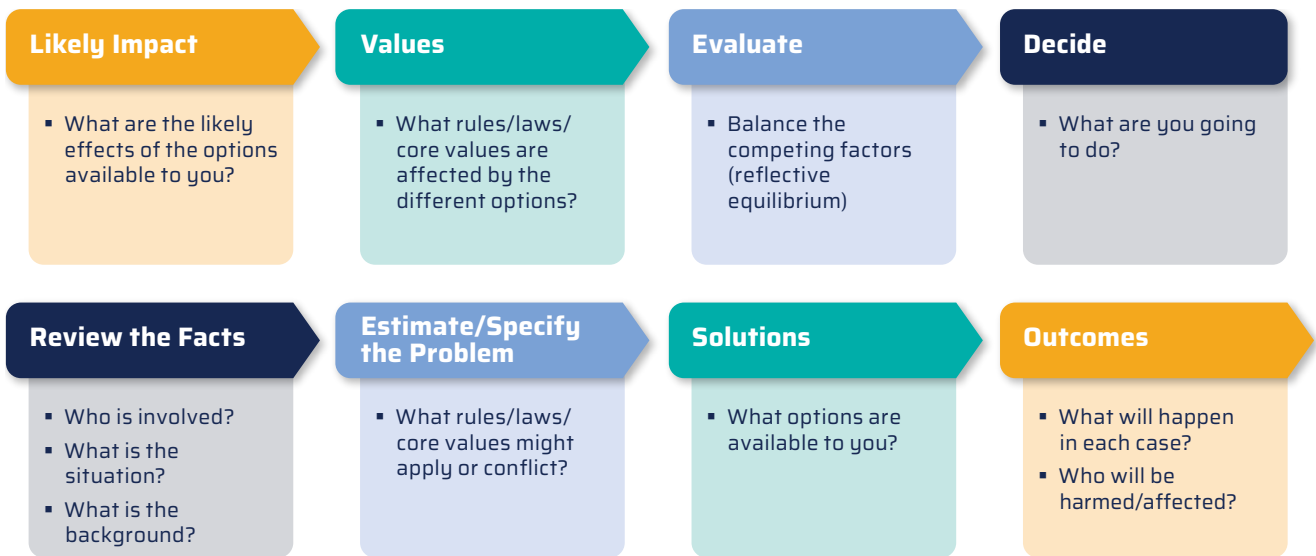 Likely Impact
▪ What are the likely
effects of the options
available to you?
Values
▪ What rules/laws/
core values are
affected by the
different options?
Evaluate
▪ Balance the
competing factors
(reflective
equilibrium)
Decide
▪ What are you going
to do?
Review the Facts
▪ Who is involved?
▪ What is the
situation?
▪ What is the
background?
Estimate/Specify
the Problem
▪ What rules/laws/
core values might
apply or conflict?
Solutions
▪ What options are
available to you?
Outcomes
▪ What will happen
in each case?
▪ Who will be
harmed/affected?